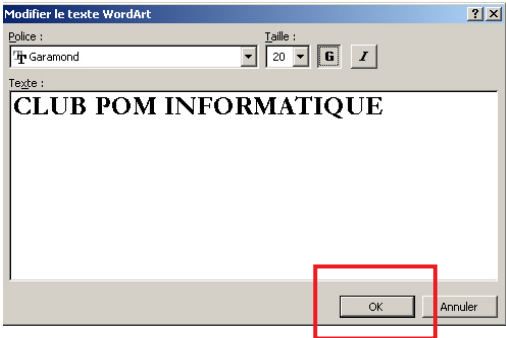 Modifier le texte WordArt
Police : Taille :
Garamond 20 G I
Texte :
CLUB POM INFORMATIQUE
OK Annuler